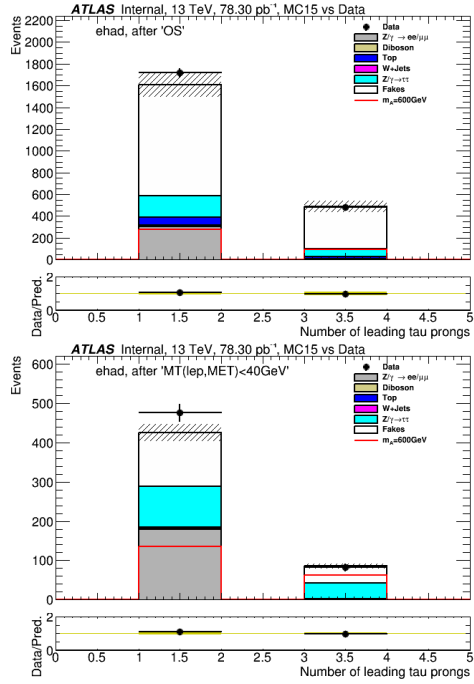 ATLAS Internal, 13 TeV, 78.30 pb⁻¹, MC15 vs Data
Events
2200
2000
1800
1600
1400
1200
1000
800
600
400
200
0
ehad, after 'OS'
Data
Z/γ → ee/μμ
Diboson
Top
W+Jets
Z/γ→ττ
Fakes
m_A=600GeV
Data/Pred.
2
0
0 0.5 1 1.5 2 2.5 3 3.5 4 4.5 5
Number of leading tau prongs
ATLAS Internal, 13 TeV, 78.30 pb⁻¹, MC15 vs Data
Events
600
500
400
300
200
100
0
ehad, after 'MT(lep,MET)<40GeV'
Data
Z/γ → ee/μμ
Diboson
Top
W+Jets
Z/γ→ττ
Fakes
m_A=600GeV
Data/Pred.
2
0
0 0.5 1 1.5 2 2.5 3 3.5 4 4.5 5
Number of leading tau prongs